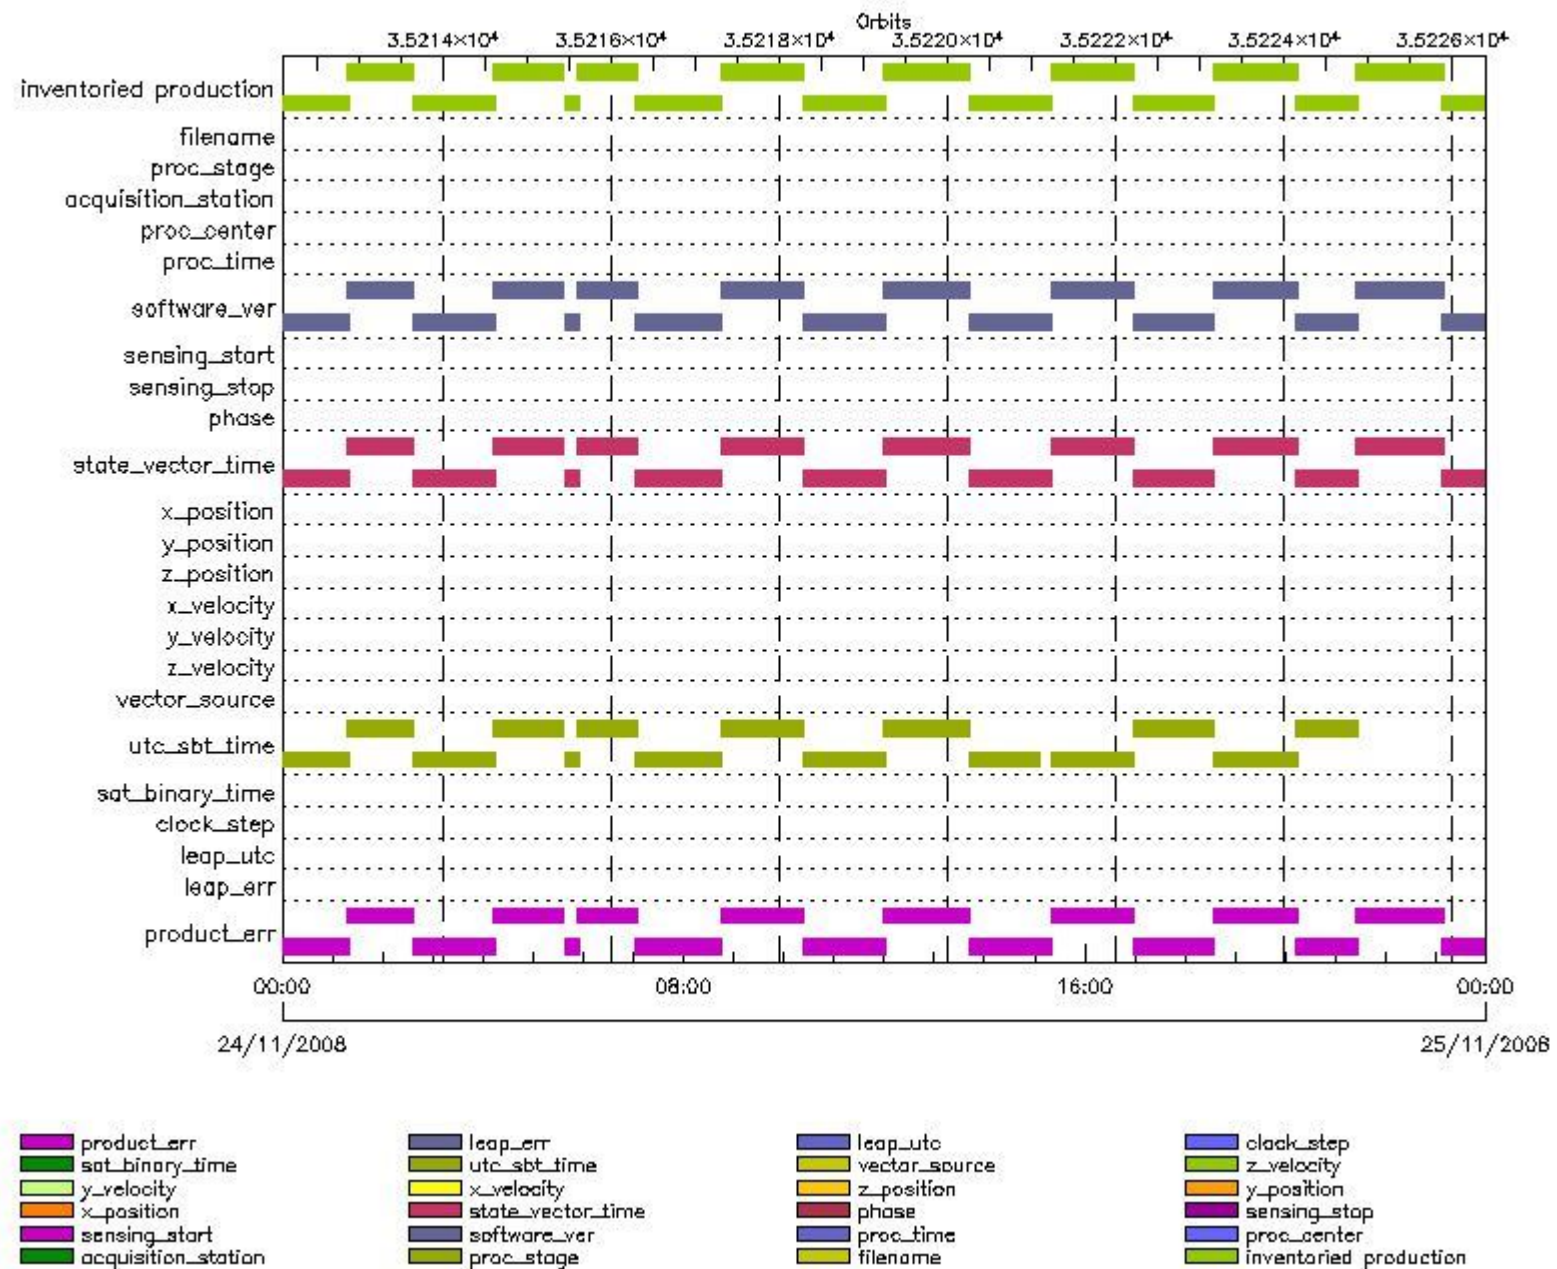 Orbits
3.5214×10⁴ 3.5216×10⁴ 3.5218×10⁴ 3.5220×10⁴ 3.5222×10⁴ 3.5224×10⁴ 3.5226×10⁴
inventoried production
filename
proc_stage
acquisition_station
proc_center
proc_time
software_ver
sensing_start
sensing_stop
phase
state_vector_time
x_position
y_position
z_position
x_velocity
y_velocity
z_velocity
vector_source
utc_sbt_time
sat_binary_time
clock_step
leap_utc
leap_err
product_err
00:00 08:00 16:00 00:00
24/11/2008 25/11/2008
product_err leap_err leap_utc clock_step
sat_binary_time utc_sbt_time vector_source z_velocity
y_velocity x_velocity z_position y_position
x_position state_vector_time phase sensing_stop
sensing_start software_ver proc_time proc_center
acquisition_station proc_stage filename inventoried production